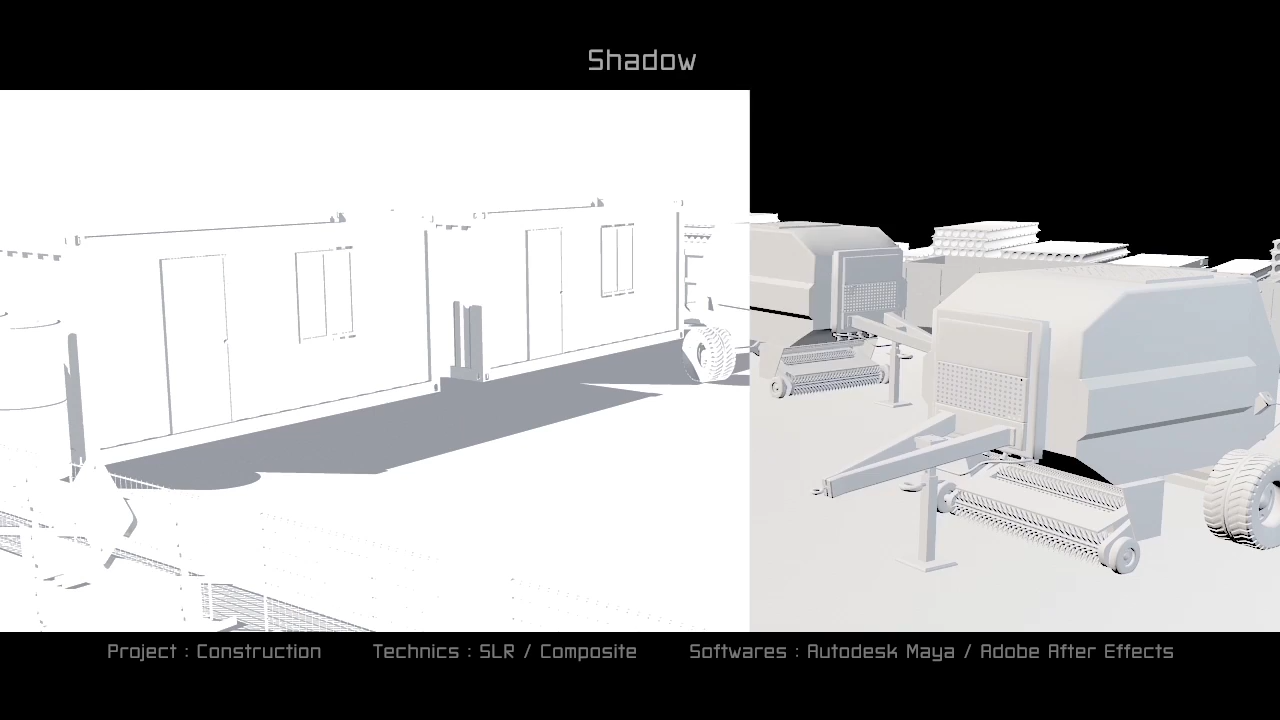 Shadow
Project : Construction Technics : SLR / Composite Softwares : Autodesk Maya / Adobe After Effects